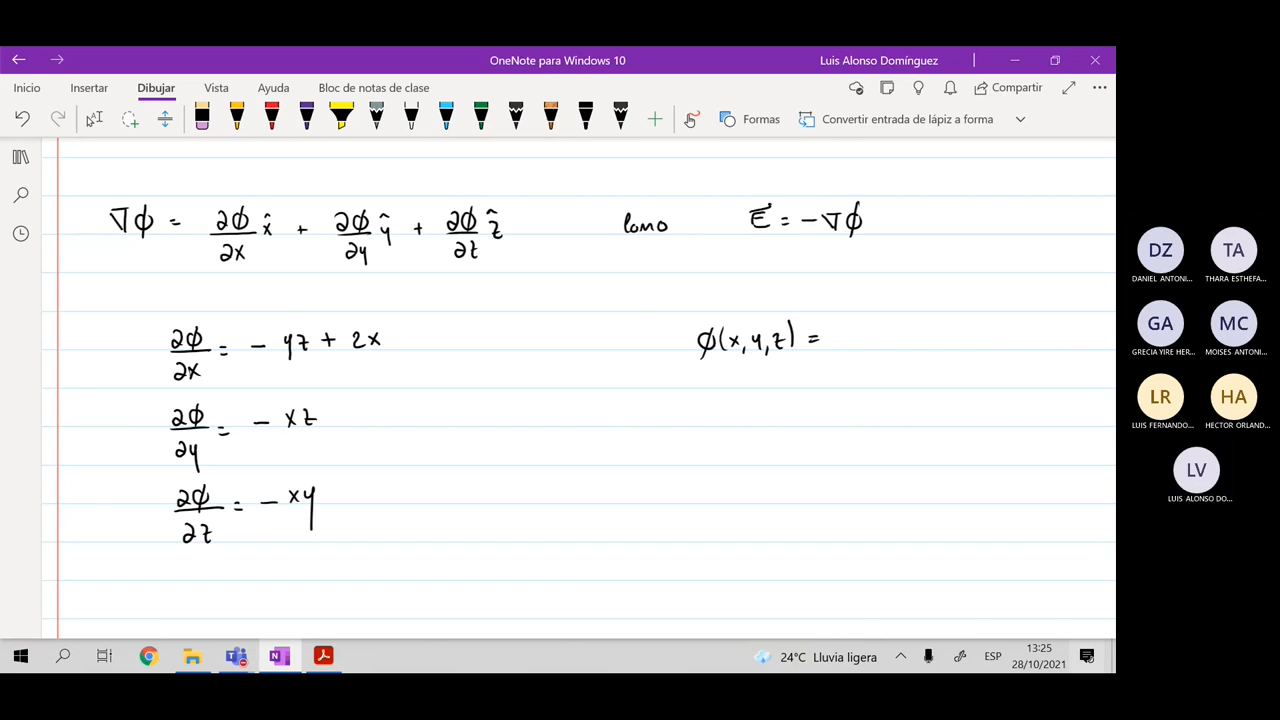 OneNote para Windows 10
Luis Alonso Domínguez
Inicio Insertar Dibujar Vista Ayuda Bloc de notas de clase Compartir
Formas Convertir entrada de lápiz a forma
∇ϕ = ∂ϕ/∂x x̂ + ∂ϕ/∂y ŷ + ∂ϕ/∂z ẑ como E⃗ = -∇ϕ
∂ϕ/∂x = - yz + 2x ϕ(x,y,z) =
∂ϕ/∂y = - xz
∂ϕ/∂z = - xy
DZ TA
DANIEL ANTONI... THARA ESTHEFA...
GA MC
GRECIA YIRE HER... MOISES ANTONI...
LR HA
LUIS FERNANDO... HECTOR ORLAND...
LV
LUIS ALONSO DO...
24°C Lluvia ligera ESP 13:25
28/10/2021